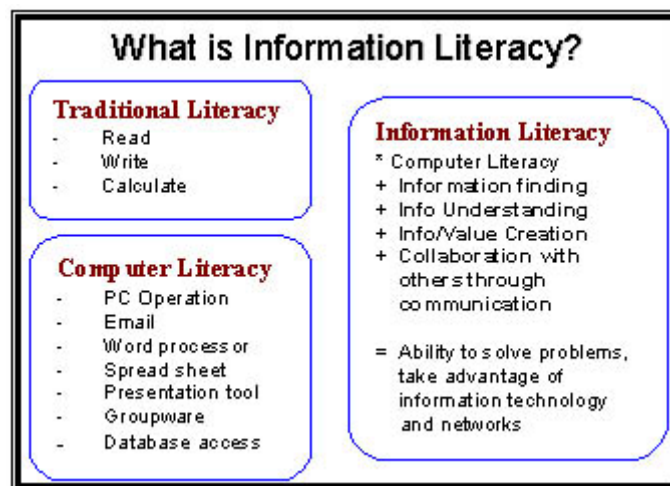 What is Information Literacy?
Traditional Literacy
- Read
- Write
- Calculate
Computer Literacy
- PC Operation
- Email
- Word processor
- Spread sheet
- Presentation tool
- Groupware
- Database access
Information Literacy
* Computer Literacy
+ Information finding
+ Info Understanding
+ Info/Value Creation
+ Collaboration with
others through
communication
= Ability to solve problems,
take advantage of
information technology
and networks